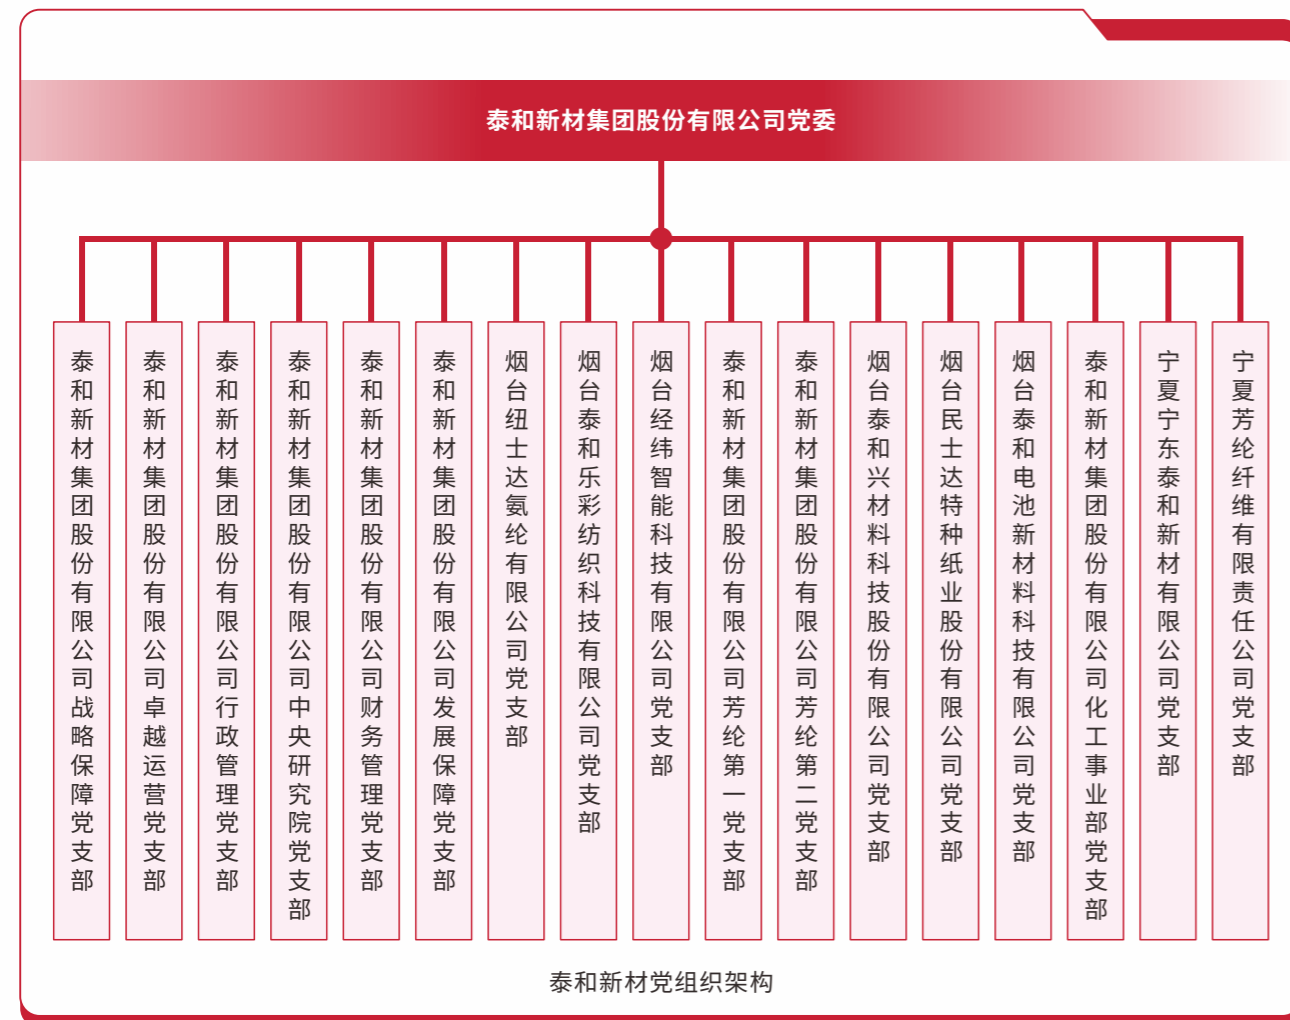 泰和新材集团股份有限公司党委
泰和新材集团股份有限公司战略保障党支部
泰和新材集团股份有限公司卓越运营党支部
泰和新材集团股份有限公司行政管理党支部
泰和新材集团股份有限公司中央研究院党支部
泰和新材集团股份有限公司财务管理党支部
泰和新材集团股份有限公司发展保障党支部
烟台纽士达氨纶有限公司党支部
烟台泰和乐彩纺织科技有限公司党支部
烟台经纬智能科技有限公司党支部
泰和新材集团股份有限公司芳纶第一党支部
泰和新材集团股份有限公司芳纶第二党支部
烟台泰和兴材料科技股份有限公司党支部
烟台民士达特种纸业股份有限公司党支部
烟台泰和电池新材料科技有限公司党支部
泰和新材集团股份有限公司化工事业部党支部
宁夏宁东泰和新材有限公司党支部
宁夏芳纶纤维有限责任公司党支部
泰和新材党组织架构